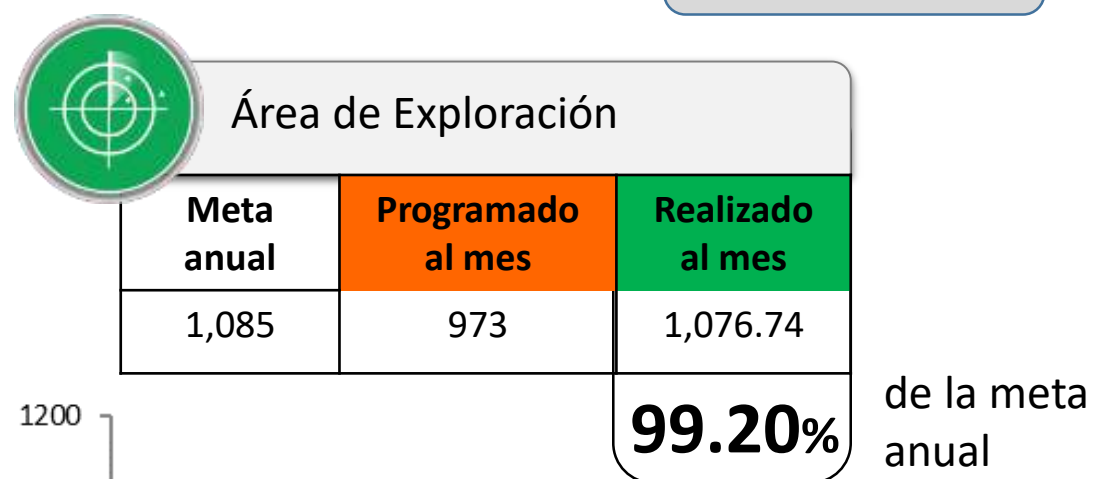 Área de Exploración
Meta anual
Programado al mes
Realizado al mes
1,085 973 1,076.74
99.20%
de la meta
anual
1200